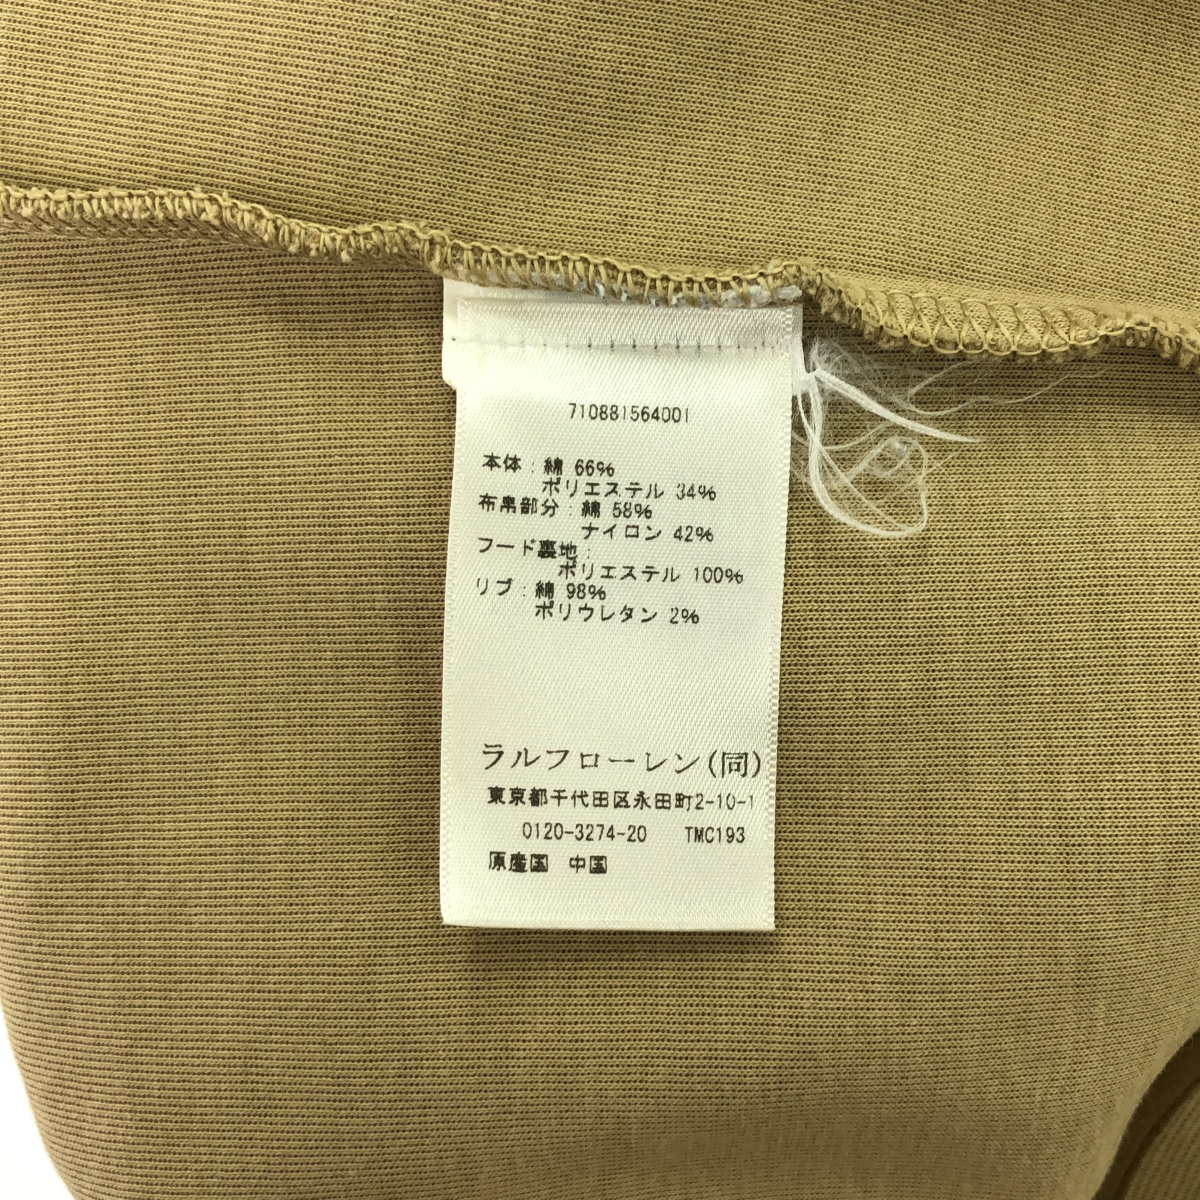 710881564001
本体：綿 66%
ポリエステル 34%
布帛部分：綿 58%
ナイロン 42%
フード裏地：
ポリエステル 100%
リブ：綿 98%
ポリウレタン 2%
ラルフローレン(同)
東京都千代田区永田町2-10-1
0120-3274-20 TMC193
原産国 中国